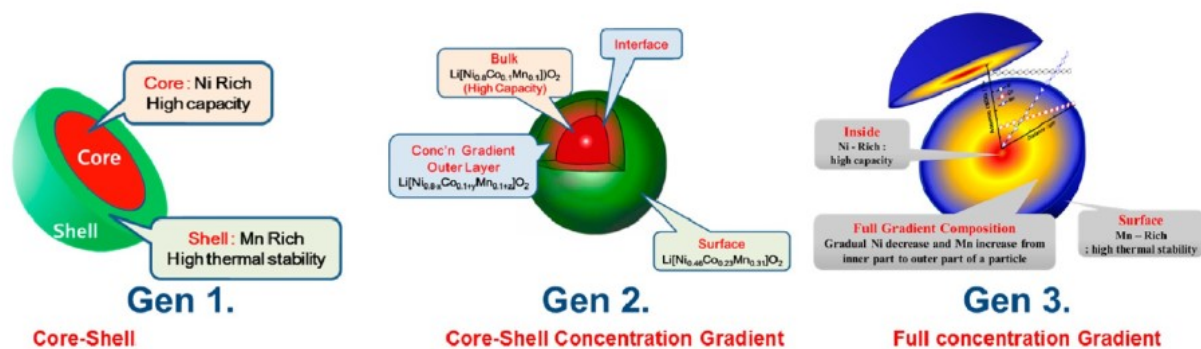 Core : Ni Rich
High capacity
Core
Shell
Shell : Mn Rich
High thermal stability
Gen 1.
Core-Shell
Bulk
Li[Ni0.8Co0.1Mn0.1])O2
(High Capacity)
Interface
Conc'n Gradient
Outer Layer
Li[Ni0.8-xCo0.1+yMn0.1+z]O2
Surface
Li[Ni0.46Co0.23Mn0.31]O2
Gen 2.
Core-Shell Concentration Gradient
Inside
Ni - Rich :
high capacity
Full Gradient Composition
Gradual Ni decrease and Mn increase from
inner part to outer part of a particle
Surface
Mn – Rich
: high thermal stability
Gen 3.
Full concentration Gradient